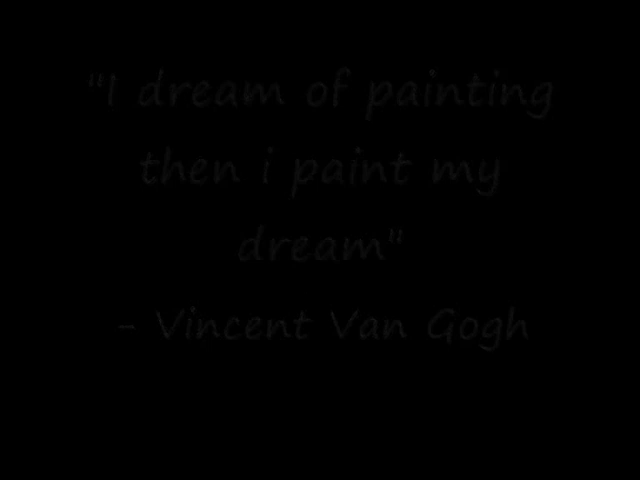 "I dream of painting
then i paint my
dream"
- Vincent Van Gogh